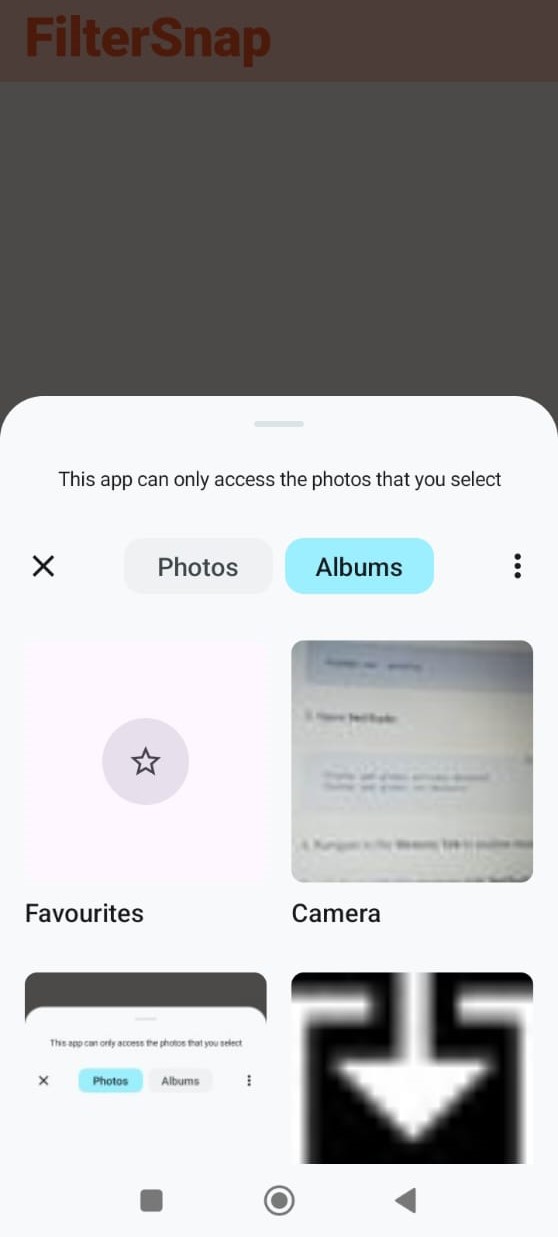 FilterSnap
This app can only access the photos that you select
Photos
Albums
Favourites
Camera
This app can only access the photos that you select
Photos
Albums